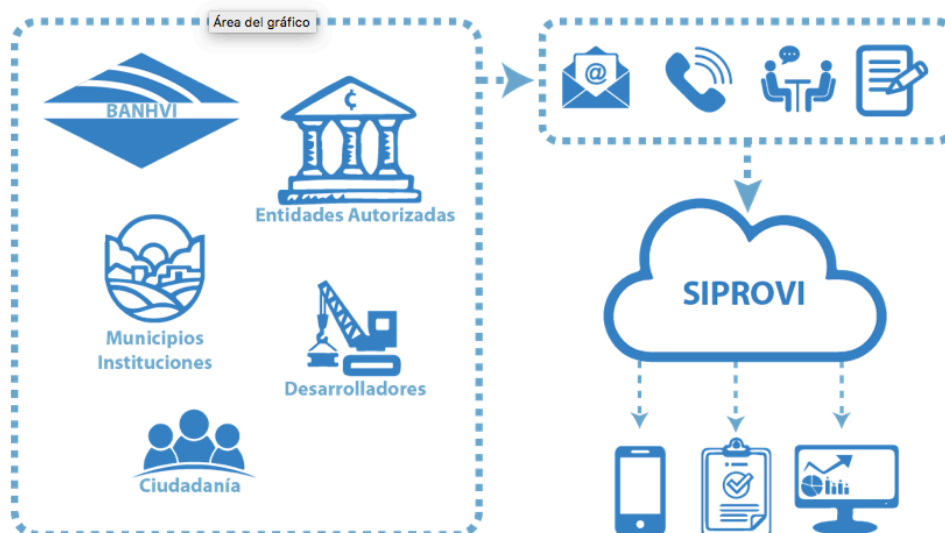 Área del gráfico
BANHVI
¢
Entidades Autorizadas
Municipios
Instituciones
Desarrolladores
Ciudadanía
@
SIPROVI